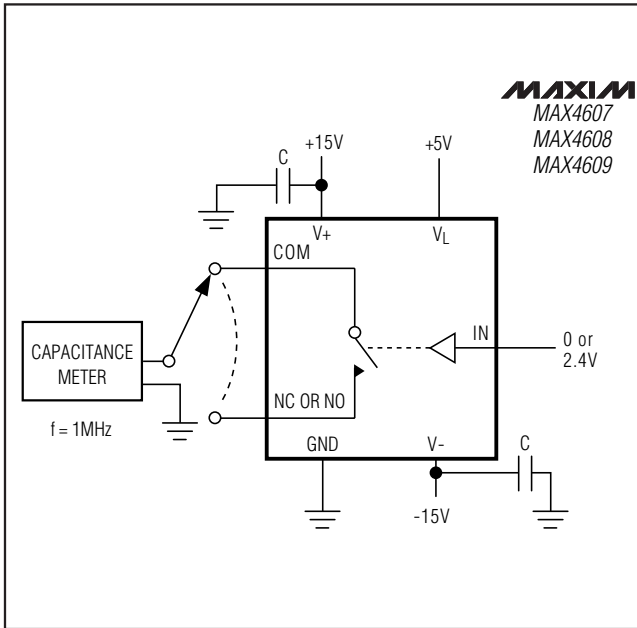 MAXIM
MAX4607
MAX4608
MAX4609
+15V
+5V
C
V+
VL
COM
CAPACITANCE
METER
IN
0 or
2.4V
NC OR NO
f = 1MHz
GND
V-
C
-15V